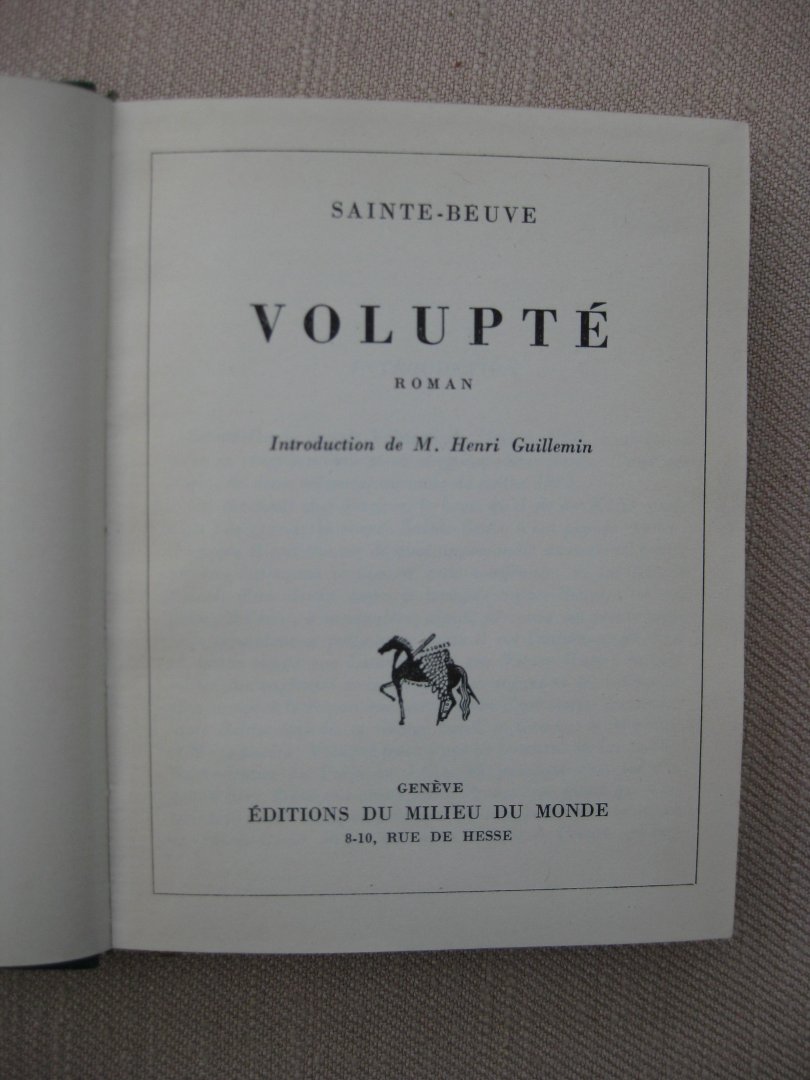 SAINTE-BEUVE
VOLUPTÉ
ROMAN
Introduction de M. Henri Guillemin
GENÈVE
ÉDITIONS DU MILIEU DU MONDE
8-10, RUE DE HESSE